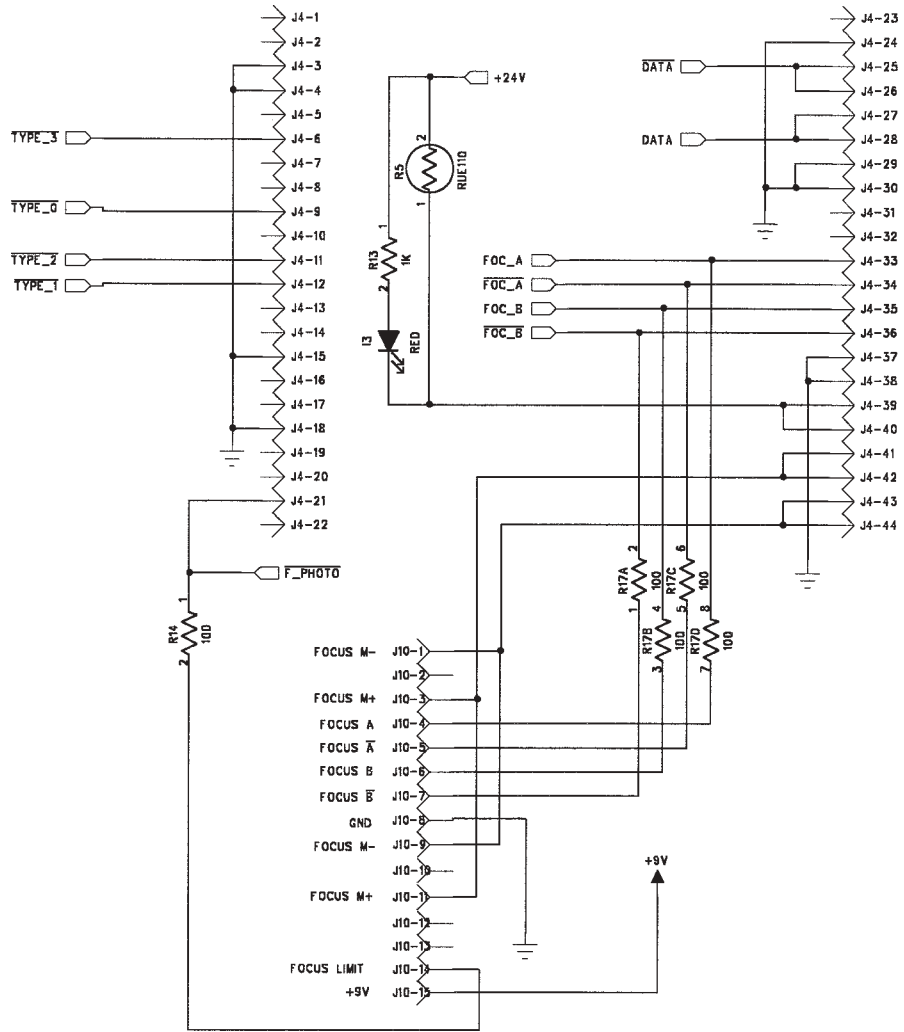 J4-1
J4-2
J4-3
J4-4
J4-5
J4-6
J4-7
J4-8
J4-9
J4-10
J4-11
J4-12
J4-13
J4-14
J4-15
J4-16
J4-17
J4-18
J4-19
J4-20
J4-21
J4-22
TYPE_3
TYPE_0
TYPE_2
TYPE_1
+24V
2
R5
RUE110
1
1
R13
1K
2
I3
RED
J4-23
J4-24
J4-25
J4-26
J4-27
J4-28
J4-29
J4-30
J4-31
J4-32
J4-33
J4-34
J4-35
J4-36
J4-37
J4-38
J4-39
J4-40
J4-41
J4-42
J4-43
J4-44
DATA
DATA
FOC_A
FOC_A
FOC_B
FOC_B
F_PHOTO
1
R14
100
2
2
R17A
100
1
4
R17B
100
3
6
R17C
100
5
8
R17D
100
7
FOCUS M- J10-1
J10-2
FOCUS M+ J10-3
FOCUS A J10-4
FOCUS A J10-5
FOCUS B J10-6
FOCUS B J10-7
GND J10-8
FOCUS M- J10-9
J10-10
FOCUS M+ J10-11
J10-12
J10-13
FOCUS LIMIT J10-14
+9V J10-15
+9V